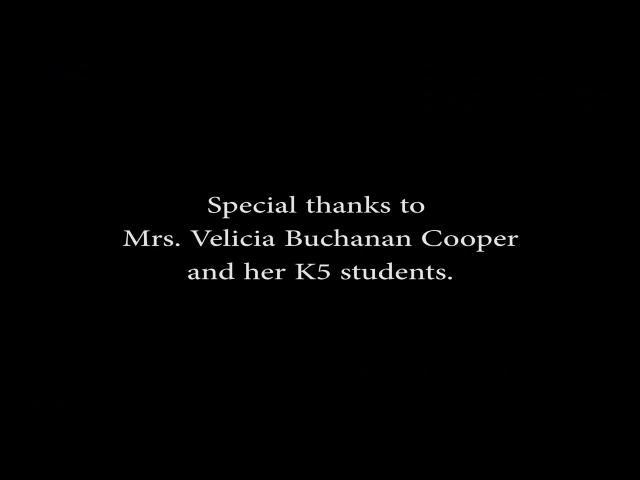 Special thanks to
Mrs. Velicia Buchanan Cooper
and her K5 students.